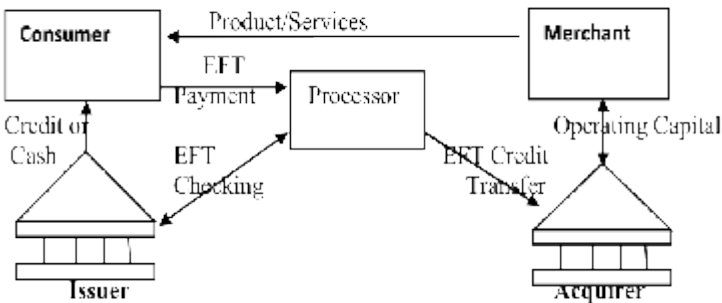 Product/Services
Consumer
Merchant
EFT
Payment
Processor
Credit or
Cash
Operating Capital
EFT
Checking
EFT Credit
Transfer
Issuer
Acquirer